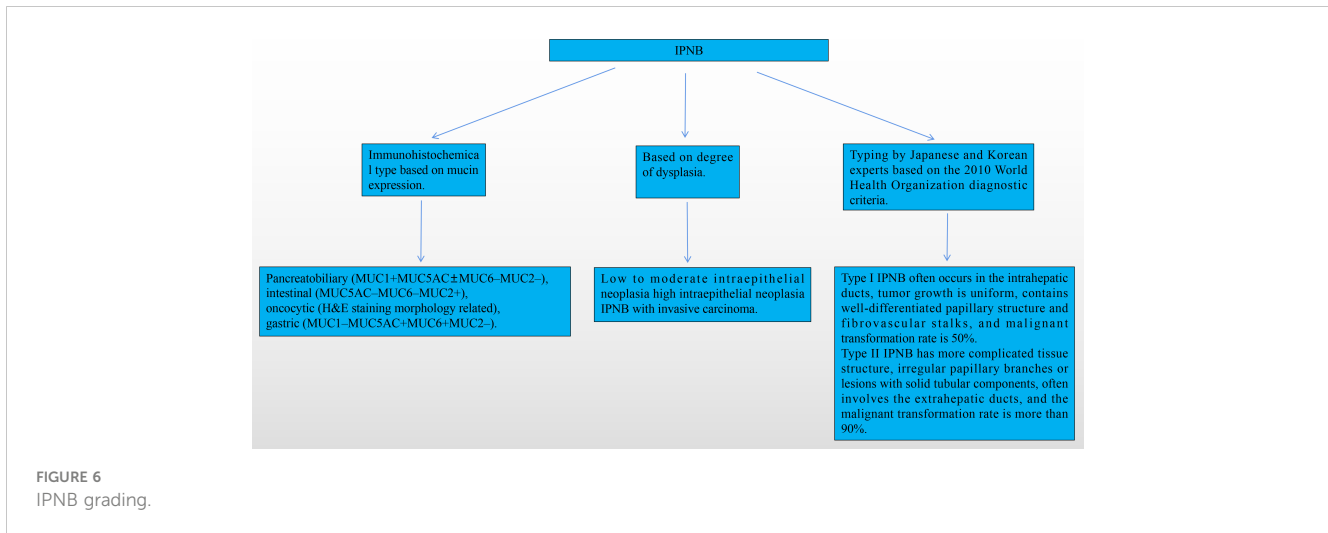 IPNB
Immunohistochemica
l type based on mucin
expression.
Based on degree
of dysplasia.
Typing by Japanese and Korean
experts based on the 2010 World
Health Organization diagnostic
criteria.
Pancreatobiliary (MUC1+MUC5AC±MUC6–MUC2–),
intestinal (MUC5AC–MUC6–MUC2+),
oncocytic (H&E staining morphology related),
gastric (MUC1–MUC5AC+MUC6+MUC2–).
Low to moderate intraepithelial
neoplasia high intraepithelial neoplasia
IPNB with invasive carcinoma.
Type I IPNB often occurs in the intrahepatic
ducts, tumor growth is uniform, contains
well-differentiated papillary structure and
fibrovascular stalks, and malignant
transformation rate is 50%.
Type II IPNB has more complicated tissue
structure, irregular papillary branches or
lesions with solid tubular components, often
involves the extrahepatic ducts, and the
malignant transformation rate is more than
90%.
FIGURE 6
IPNB grading.